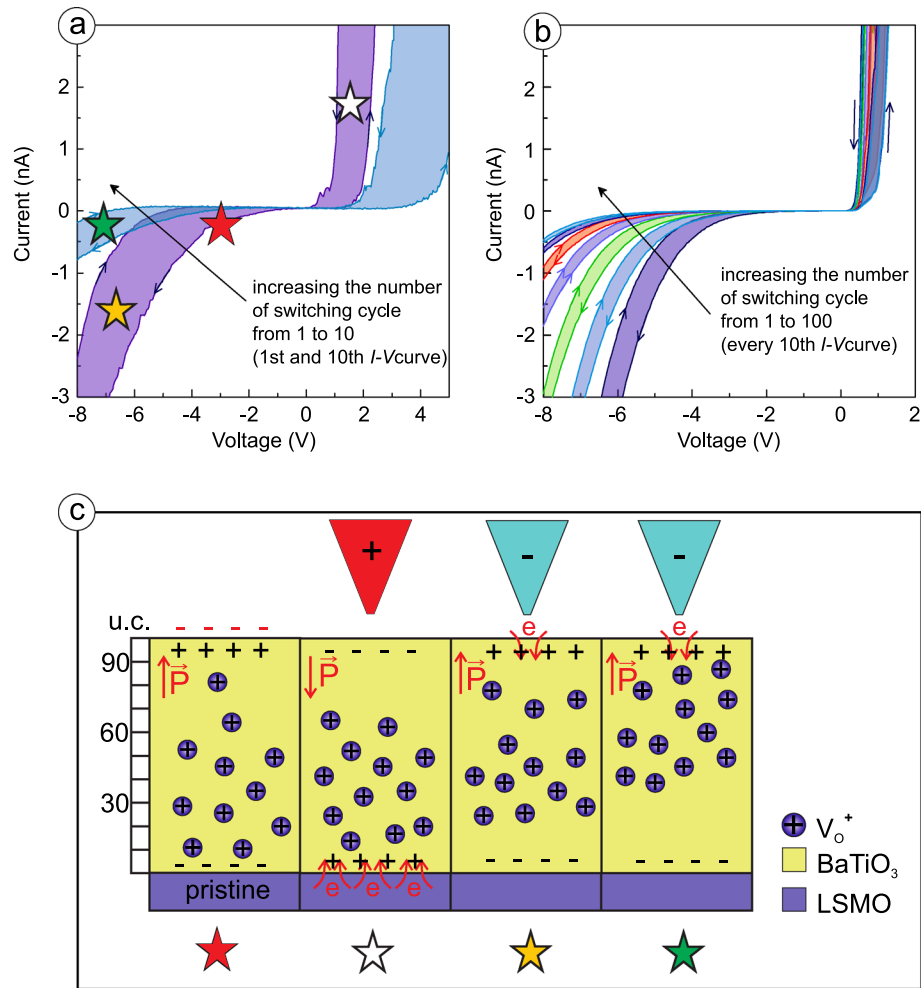 a
Current (nA)
2
1
0
-1
-2
-3
increasing the number
of switching cycle
from 1 to 10
(1st and 10th I-Vcurve)
-8 -6 -4 -2 0 2 4
Voltage (V)
b
Current (nA)
2
1
0
-1
-2
-3
increasing the number
of switching cycle
from 1 to 100
(every 10th I-Vcurve)
-8 -6 -4 -2 0 2
Voltage (V)
c
+ - -
u.c. - - - - e e
+ + + + - - - - + + + + + + + +
90
P P P P
60
30
- - - - + + + + - - - - - - - -
pristine e e e
Vo+
BaTiO3
LSMO